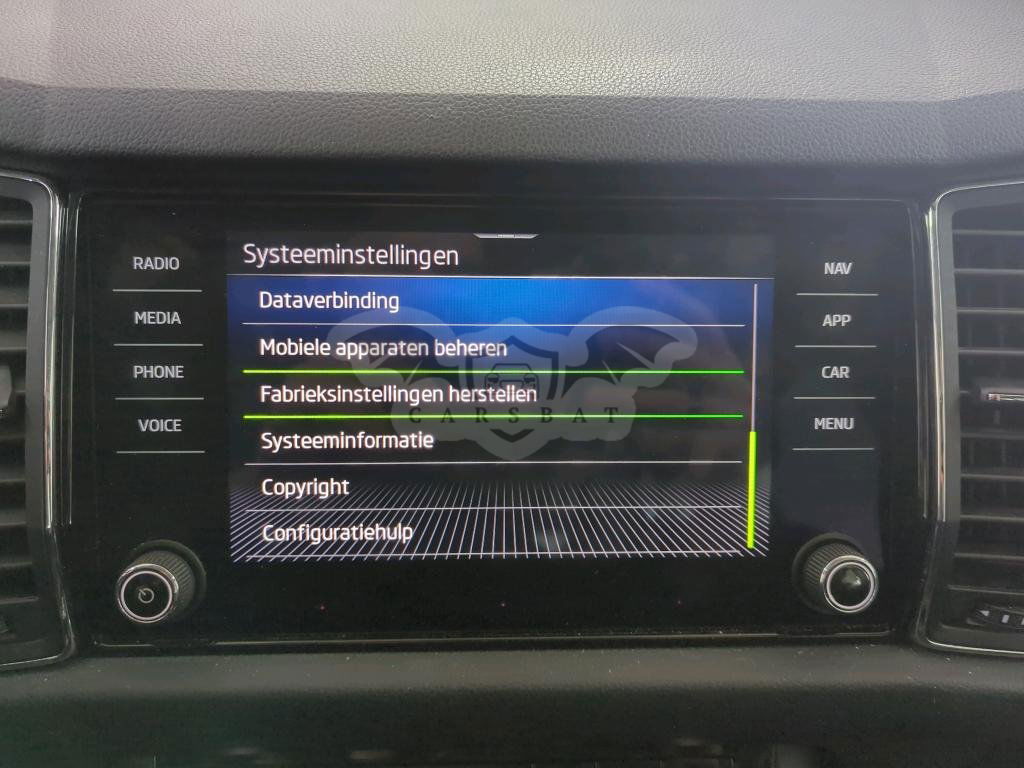 RADIO
MEDIA
PHONE
VOICE
Systeeminstellingen
Dataverbinding
Mobiele apparaten beheren
Fabrieksinstellingen herstellen
CARSBAT
Systeeminformatie
Copyright
Configuratiehulp
NAV
APP
CAR
MENU